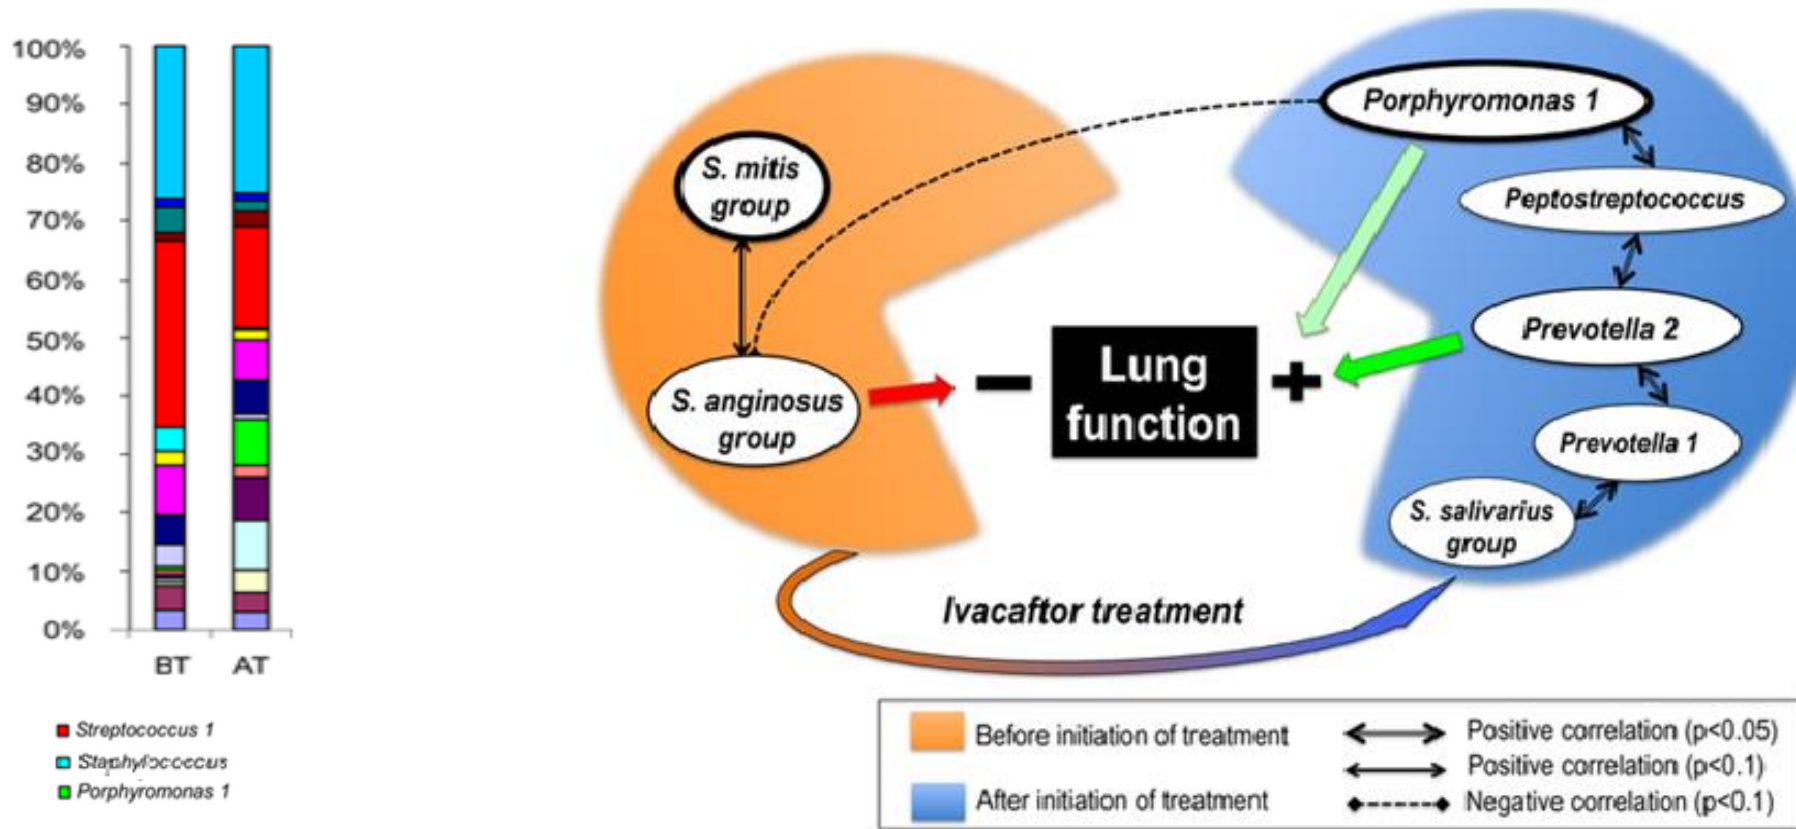 100%
90%
80%
70%
60%
50%
40%
30%
20%
10%
0%
BT AT
Streptococcus 1
Staphylococcus
Porphyromonas 1
S. mitis
group
S. anginosus
group
Lung
function
Porphyromonas 1
Peptostreptococcus
Prevotella 2
Prevotella 1
S. salivarius
group
Ivacaftor treatment
Before initiation of treatment
After initiation of treatment
Positive correlation (p<0.05)
Positive correlation (p<0.1)
Negative correlation (p<0.1)